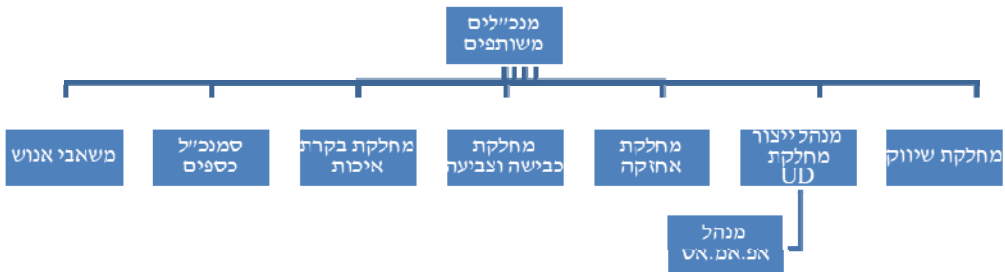 מנכ"לים
משותפים
מחלקת שיווק
מנהל ייצור
מחלקת
UD
מחלקת
אחזקה
מחלקת
כבישה וצביעה
מחלקת בקרת
איכות
סמנכ"ל
כספים
משאבי אנוש
מנהל
אפ.אמ.אס